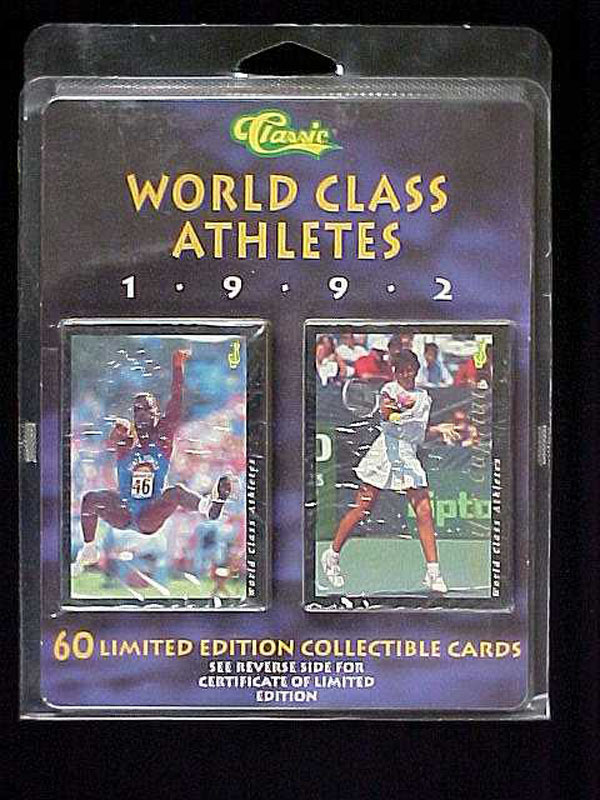 Classic
WORLD CLASS
ATHLETES
1 · 9 · 9 · 2
46
World Class Athletes
World Class Athletes
60 LIMITED EDITION COLLECTIBLE CARDS
SEE REVERSE SIDE FOR
CERTIFICATE OF LIMITED
EDITION